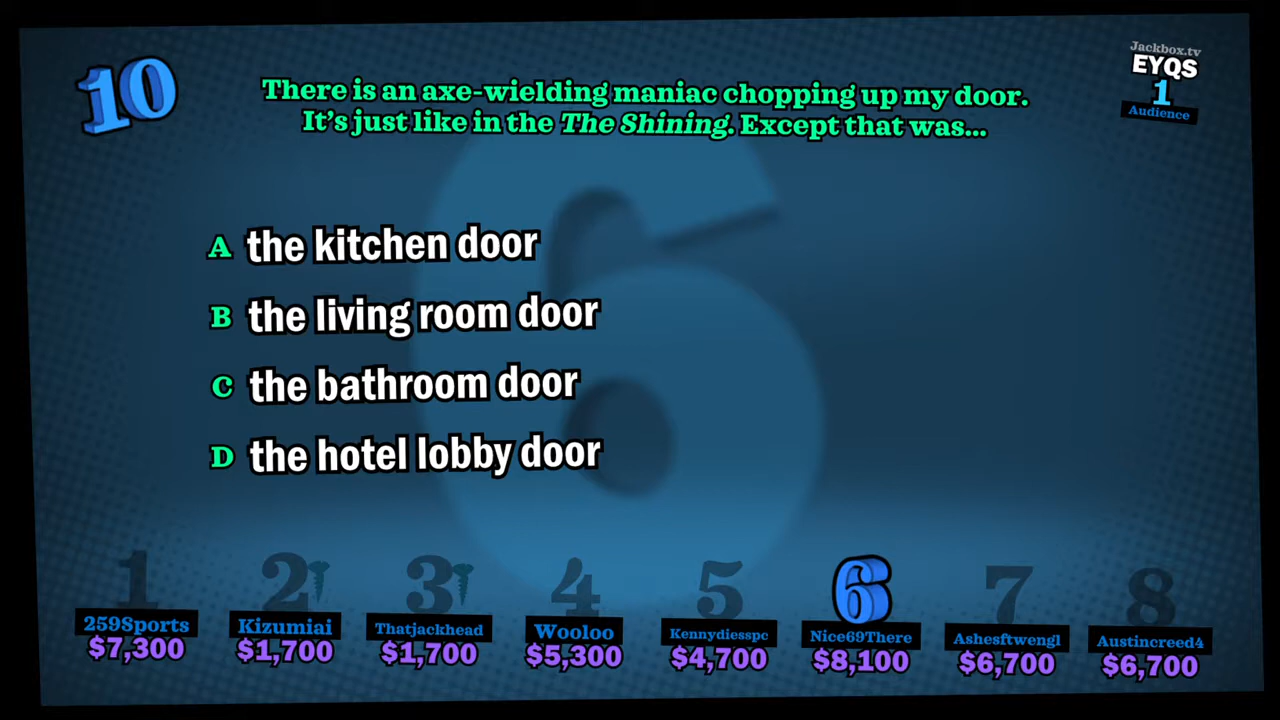 10
Jackbox.tv
EYQS
1
Audience
There is an axe-wielding maniac chopping up my door.
It's just like in the The Shining. Except that was...
A the kitchen door
B the living room door
C the bathroom door
D the hotel lobby door
1 2 3 4 5 6 7 8
259Sports Kizumiai Thatjackhead Wooloo Kennydiesspc Nice69There Ashesftwengl Austincreed4
$7,300 $1,700 $1,700 $5,300 $4,700 $8,100 $6,700 $6,700